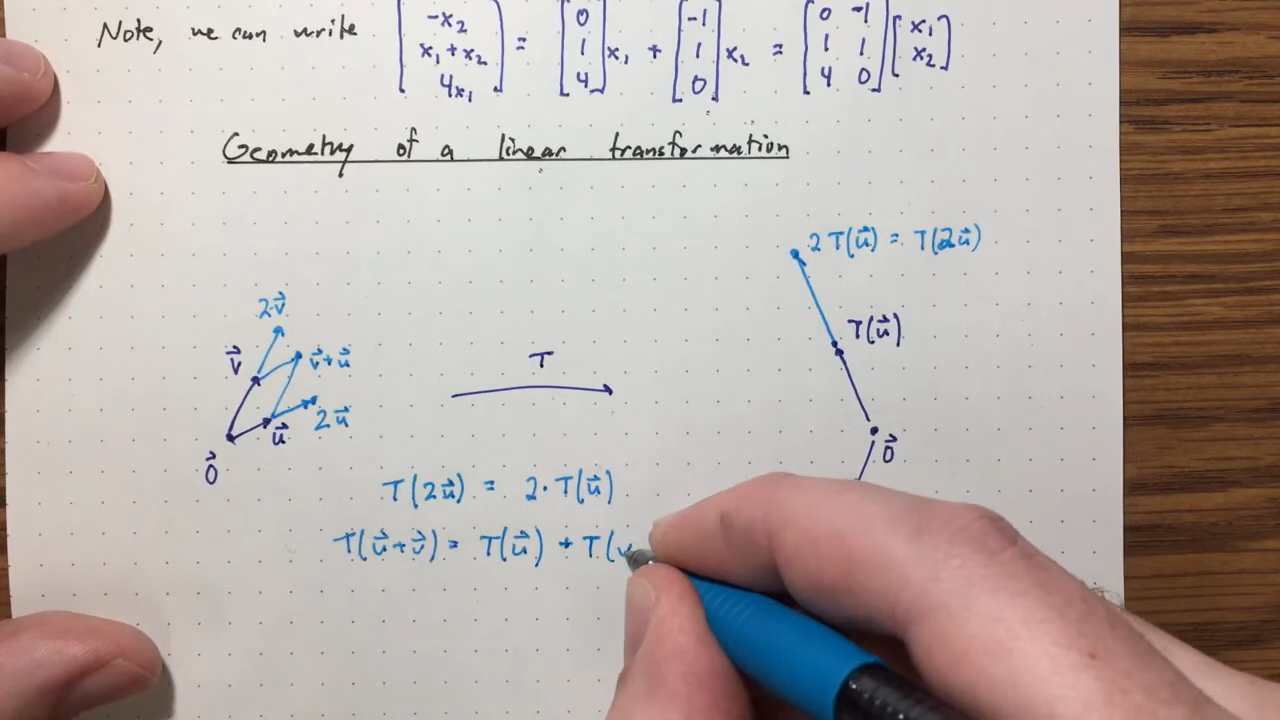 Note, we can write [-x₂; x₁ + x₂; 4x₁] = [0; 1; 4] x₁ + [-1; 1; 0] x₂ = [0 -1; 1 1; 4 0] [x₁; x₂]
Geometry of a linear transformation
2T(u⃗) = T(2u⃗)
2v⃗
T(u⃗)
v⃗
v⃗+u⃗
T
2u⃗
u⃗
0⃗
0⃗
T(2u⃗) = 2·T(u⃗)
T(u⃗+v⃗) = T(u⃗) + T(